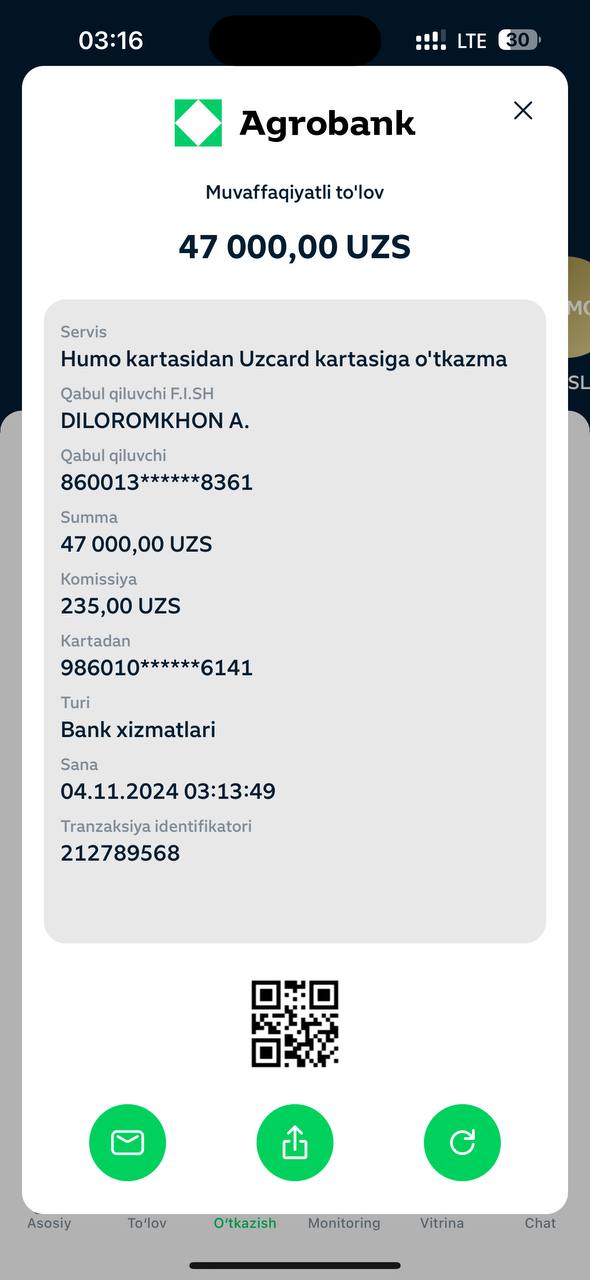 03:16
LTE
30
Agrobank
Muvaffaqiyatli to'lov
47 000,00 UZS
Servis
Humo kartasidan Uzcard kartasiga o'tkazma
Qabul qiluvchi F.I.SH
DILOROMKHON A.
Qabul qiluvchi
860013******8361
Summa
47 000,00 UZS
Komissiya
235,00 UZS
Kartadan
986010******6141
Turi
Bank xizmatlari
Sana
04.11.2024 03:13:49
Tranzaksiya identifikatori
212789568
Asosiy
To‘lov
O‘tkazish
Monitoring
Vitrina
Chat